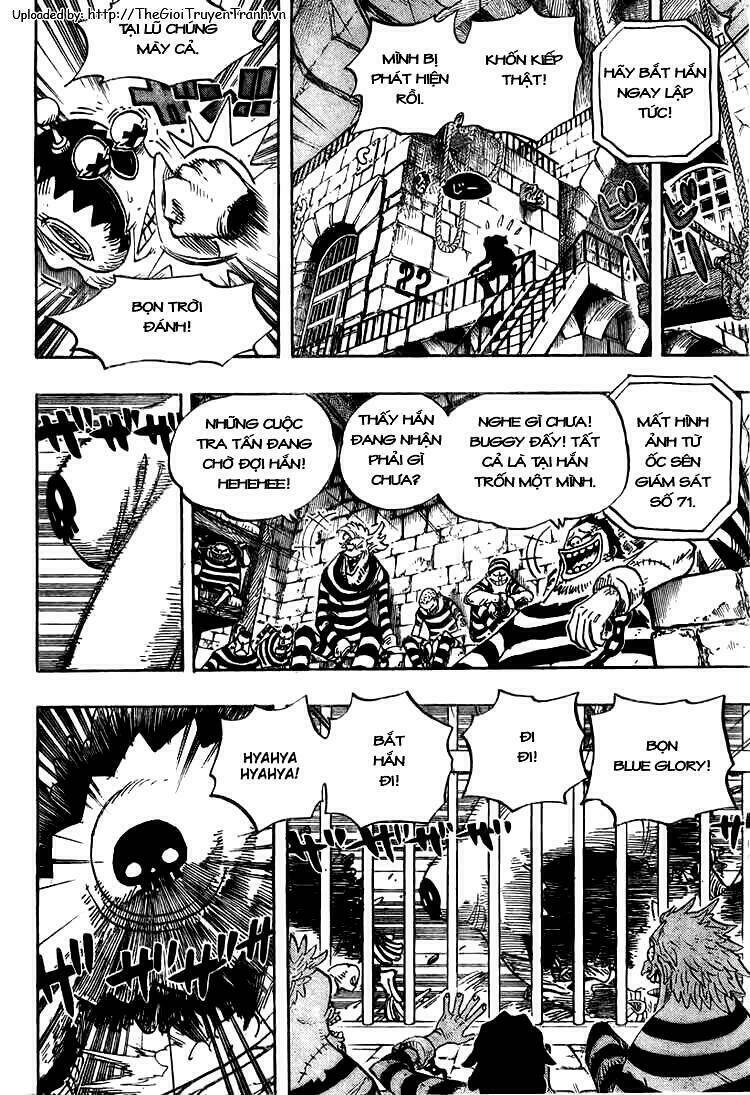 Uploaded by: http://TheGioiTruyenTranh.vn
HÃY BẮT HẮN
NGAY LẬP
TỨC!
KHỐN KIẾP
THẬT!
MÌNH BỊ
PHÁT HIỆN
RỒI.
TẠI LŨ CHÚNG
MÀY CẢ.
BỌN TRỜI
ĐÁNH!
22
MẤT HÌNH
ẢNH TỪ
ỐC SÊN
GIÁM SÁT
SỐ 71.
NGHE GÌ CHƯA!
BUGGY ĐẤY! TẤT
CẢ LÀ TẠI HẮN
TRỐN MỘT MÌNH.
THẤY HẮN
ĐANG NHẬN
PHẢI GÌ
CHƯA?
NHỮNG CUỘC
TRA TẤN ĐANG
CHỜ ĐỢI HẮN!
HEHEHEE!
BỌN
BLUE GLORY!
ĐI
ĐI!
BẮT
HẮN
ĐI!
HYAHYA
HYAHYA!